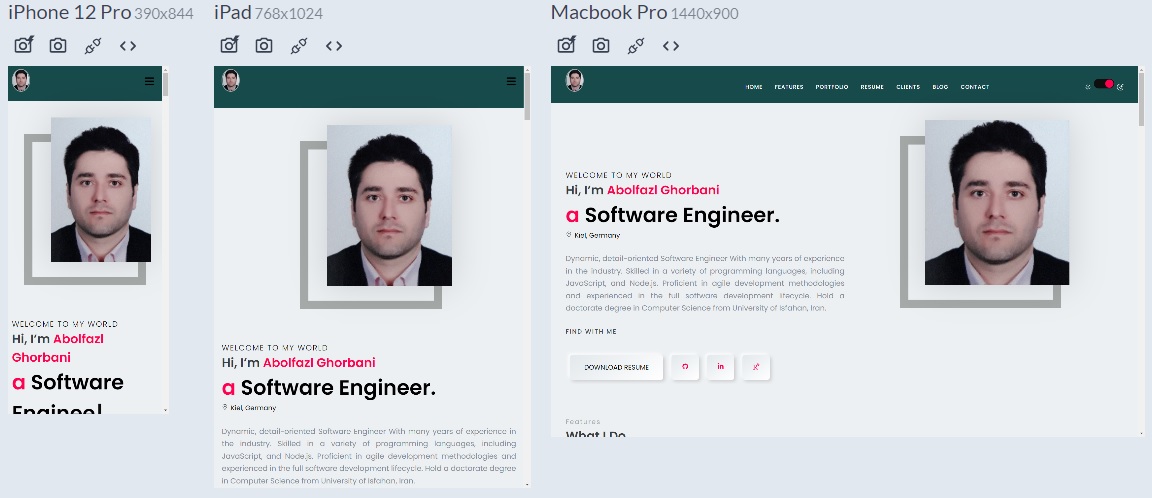 iPhone 12 Pro 390x844
WELCOME TO MY WORLD
Hi, I’m Abolfazl
Ghorbani
a Software
Engineel
iPad 768x1024
WELCOME TO MY WORLD
Hi, I’m Abolfazl Ghorbani
a Software Engineer.
Kiel, Germany
Dynamic, detail-oriented Software Engineer With many years of experience
in the industry. Skilled in a variety of programming languages, including
JavaScript, and Node.js. Proficient in agile development methodologies and
experienced in the full software development lifecycle. Hold a doctorate degree
in Computer Science from University of Isfahan, Iran.
Macbook Pro 1440x900
HOME FEATURES PORTFOLIO RESUME CLIENTS BLOG CONTACT
WELCOME TO MY WORLD
Hi, I’m Abolfazl Ghorbani
a Software Engineer.
Kiel, Germany
Dynamic, detail-oriented Software Engineer With many years of experience
in the industry. Skilled in a variety of programming languages, including
JavaScript, and Node.js. Proficient in agile development methodologies
and experienced in the full software development lifecycle. Hold a
doctorate degree in Computer Science from University of Isfahan, Iran.
FIND WITH ME
DOWNLOAD RESUME
in
Features
What I Do